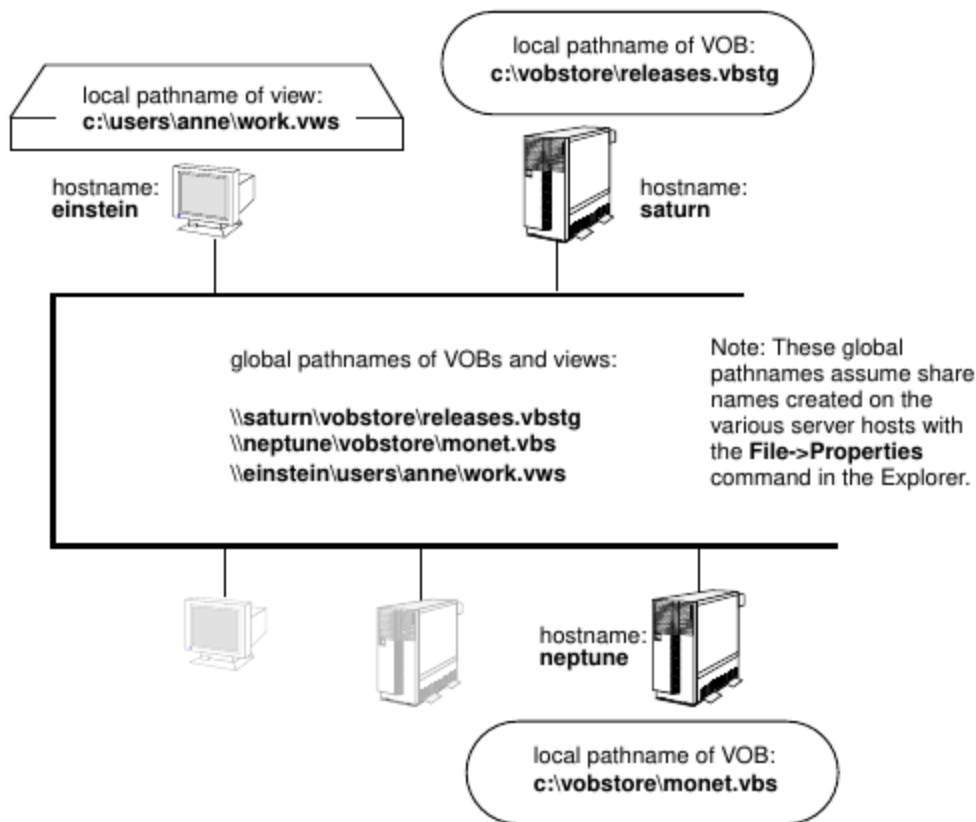 local pathname of VOB:
c:\vobstore\releases.vbstg
local pathname of view:
c:\users\anne\work.vws
hostname:
einstein
hostname:
saturn
global pathnames of VOBs and views:
\\saturn\vobstore\releases.vbstg
\\neptune\vobstore\monet.vbs
\\einstein\users\anne\work.vws
Note: These global
pathnames assume share
names created on the
various server hosts with
the File->Properties
command in the Explorer.
hostname:
neptune
local pathname of VOB:
c:\vobstore\monet.vbs